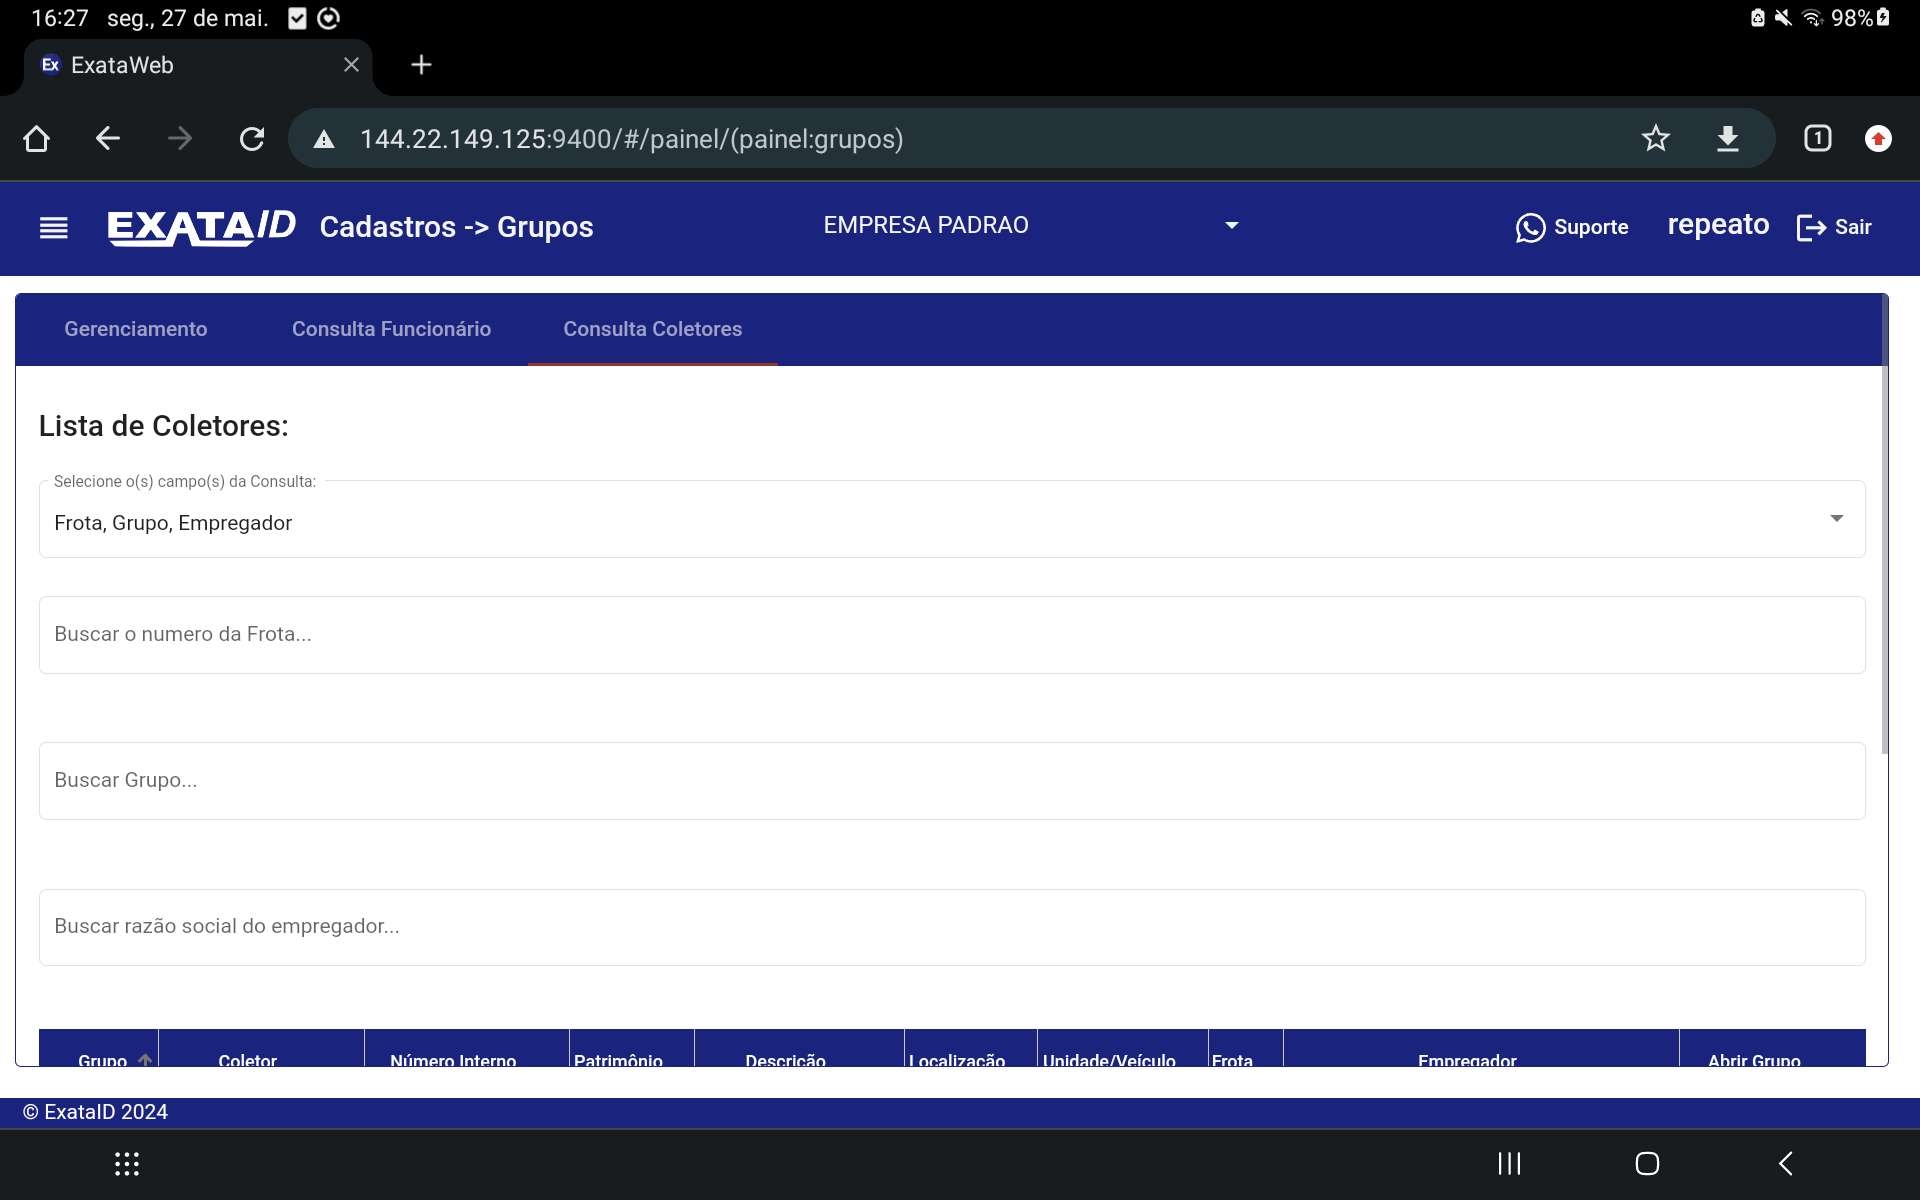 16:27 seg., 27 de mai. 98%
Ex ExataWeb
144.22.149.125:9400/#/painel/(painel:grupos) 1
EXATAID Cadastros -> Grupos EMPRESA PADRAO Suporte repeato Sair
Gerenciamento Consulta Funcionário Consulta Coletores
Lista de Coletores:
Selecione o(s) campo(s) da Consulta:
Frota, Grupo, Empregador
Buscar o numero da Frota...
Buscar Grupo...
Buscar razão social do empregador...
Grupo Coletor Número Interno Patrimônio Descrição Localização Unidade/Veículo Frota Empregador Abrir Grupo
© ExataID 2024